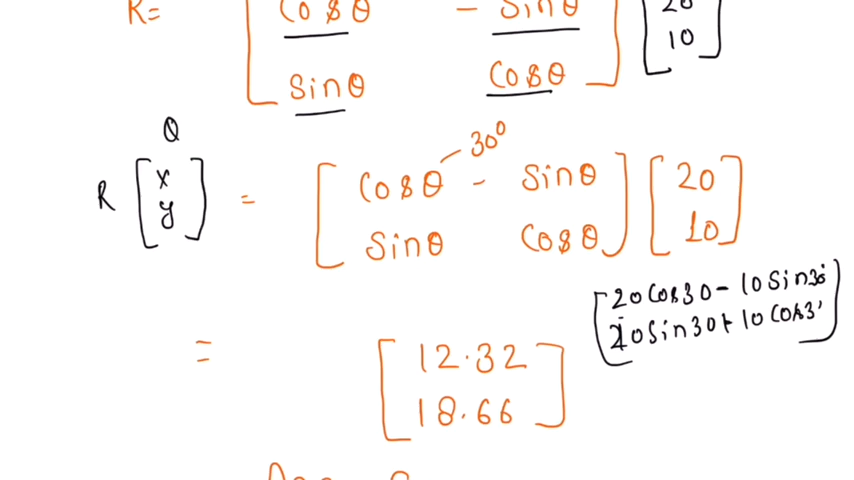 R= [ Cosθ - Sinθ ] [ 20
Sinθ Cosθ ] 10 ]
θ
30°
R [ x = [ Cosθ - Sinθ ] [ 20 ]
y ] Sinθ Cosθ 10
[ 20Cos30 - 10Sin30
20Sin30+ 10Cos3 ]
= [ 12.32
18.66 ]